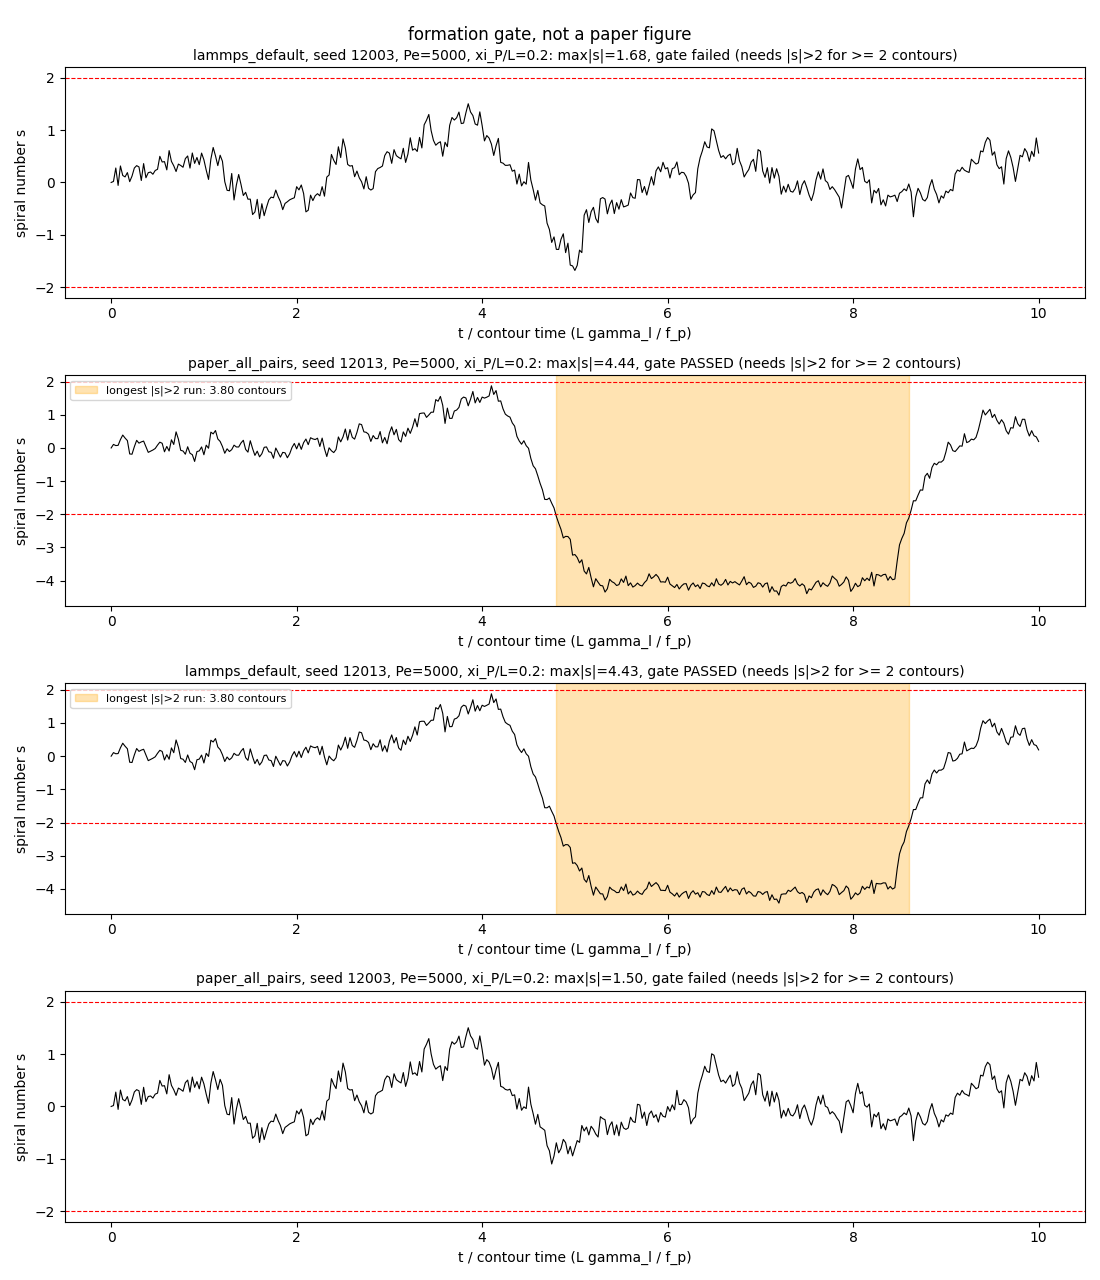 formation gate, not a paper figure
lammps_default, seed 12003, Pe=5000, xi_P/L=0.2: max|s|=1.68, gate failed (needs |s|>2 for >= 2 contours)
2
1
0
−1
−2
spiral number s
0 2 4 6 8 10
t / contour time (L gamma_l / f_p)
paper_all_pairs, seed 12013, Pe=5000, xi_P/L=0.2: max|s|=4.44, gate PASSED (needs |s|>2 for >= 2 contours)
longest |s|>2 run: 3.80 contours
2
1
0
−1
−2
−3
−4
spiral number s
0 2 4 6 8 10
t / contour time (L gamma_l / f_p)
lammps_default, seed 12013, Pe=5000, xi_P/L=0.2: max|s|=4.43, gate PASSED (needs |s|>2 for >= 2 contours)
longest |s|>2 run: 3.80 contours
2
1
0
−1
−2
−3
−4
spiral number s
0 2 4 6 8 10
t / contour time (L gamma_l / f_p)
paper_all_pairs, seed 12003, Pe=5000, xi_P/L=0.2: max|s|=1.50, gate failed (needs |s|>2 for >= 2 contours)
2
1
0
−1
−2
spiral number s
0 2 4 6 8 10
t / contour time (L gamma_l / f_p)